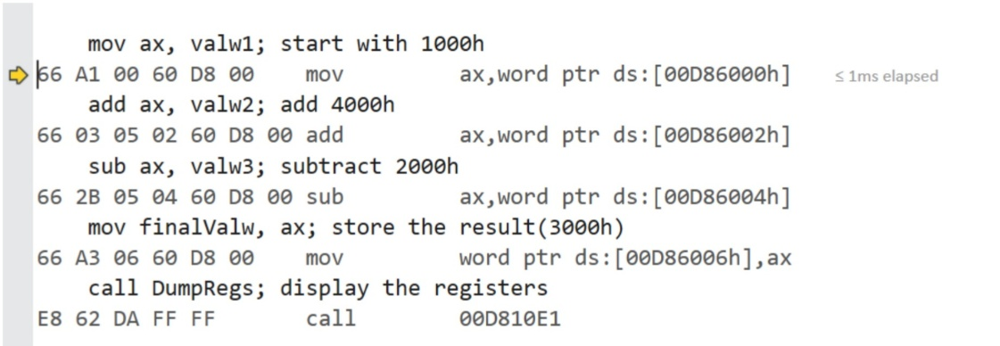 mov ax, valw1; start with 1000h
66 A1 00 60 D8 00 mov ax,word ptr ds:[00D86000h] ≤ 1ms elapsed
add ax, valw2; add 4000h
66 03 05 02 60 D8 00 add ax,word ptr ds:[00D86002h]
sub ax, valw3; subtract 2000h
66 2B 05 04 60 D8 00 sub ax,word ptr ds:[00D86004h]
mov finalValw, ax; store the result(3000h)
66 A3 06 60 D8 00 mov word ptr ds:[00D86006h],ax
call DumpRegs; display the registers
E8 62 DA FF FF call 00D810E1